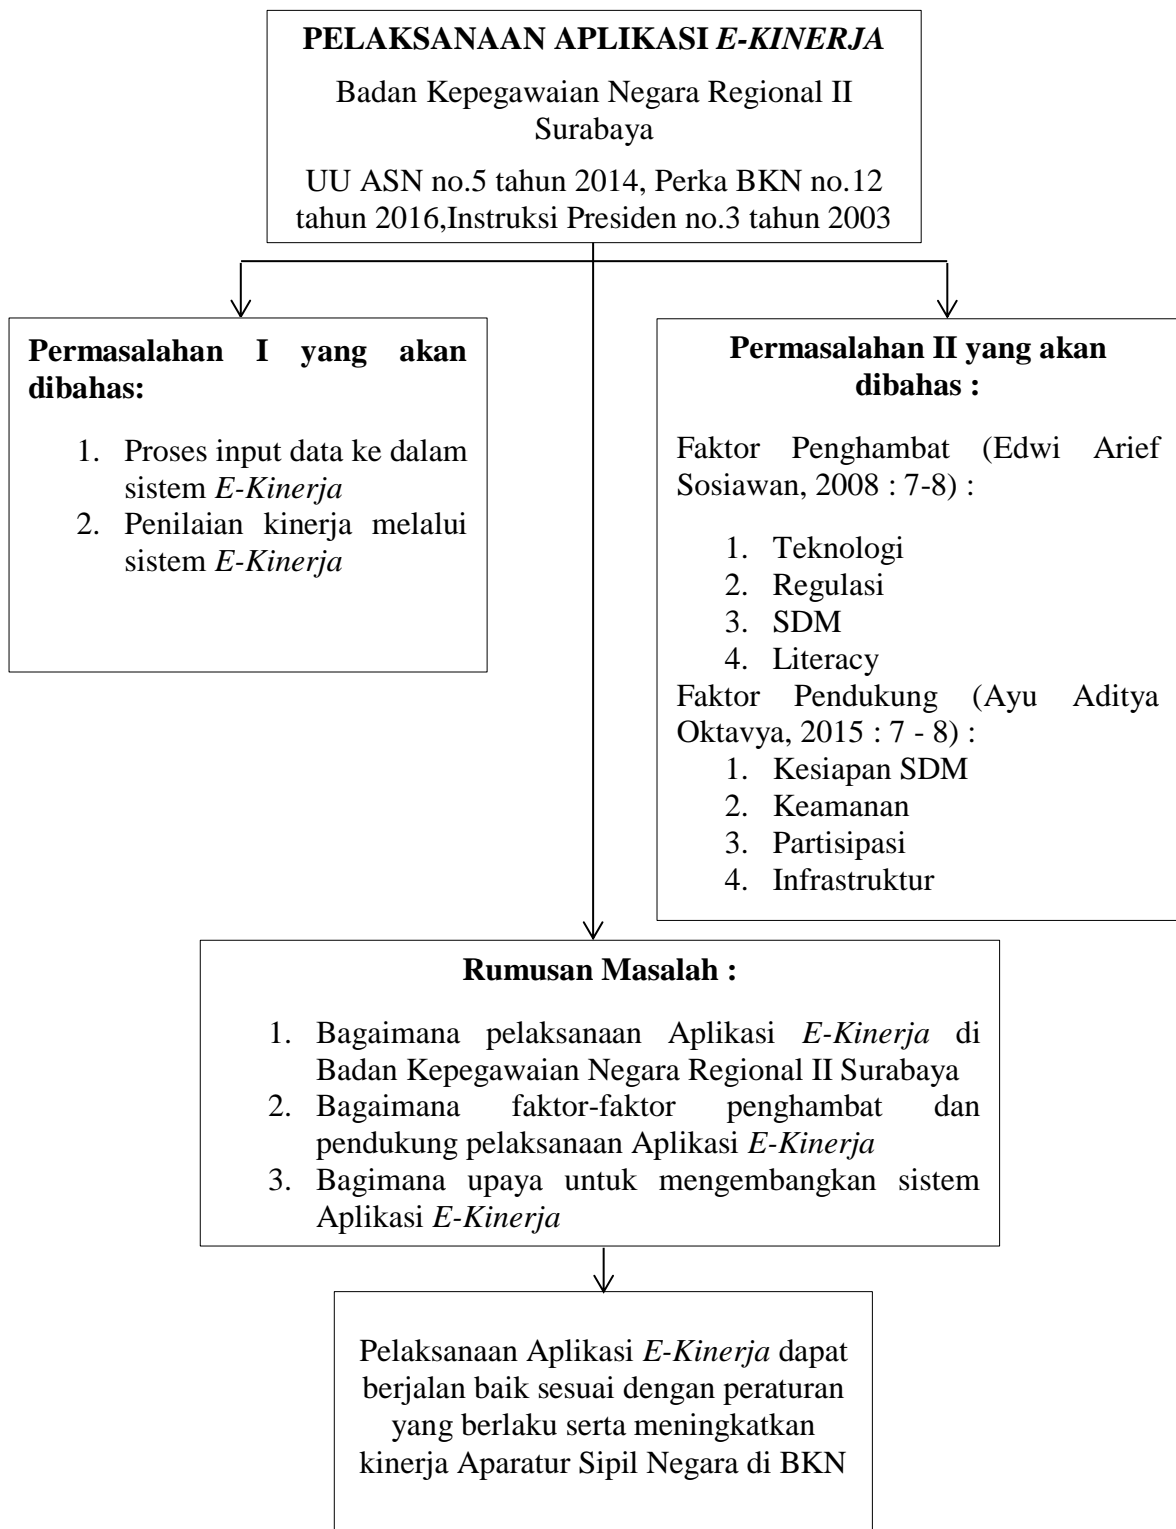 PELAKSANAAN APLIKASI E-KINERJA
Badan Kepegawaian Negara Regional II
Surabaya
UU ASN no.5 tahun 2014, Perka BKN no.12
tahun 2016,Instruksi Presiden no.3 tahun 2003
Permasalahan I yang akan
dibahas:
1. Proses input data ke dalam
sistem E-Kinerja
2. Penilaian kinerja melalui
sistem E-Kinerja
Permasalahan II yang akan
dibahas :
Faktor Penghambat (Edwi Arief
Sosiawan, 2008 : 7-8) :
1. Teknologi
2. Regulasi
3. SDM
4. Literacy
Faktor Pendukung (Ayu Aditya
Oktavya, 2015 : 7 - 8) :
1. Kesiapan SDM
2. Keamanan
3. Partisipasi
4. Infrastruktur
Rumusan Masalah :
1. Bagaimana pelaksanaan Aplikasi E-Kinerja di
Badan Kepegawaian Negara Regional II Surabaya
2. Bagaimana faktor-faktor penghambat dan
pendukung pelaksanaan Aplikasi E-Kinerja
3. Bagimana upaya untuk mengembangkan sistem
Aplikasi E-Kinerja
Pelaksanaan Aplikasi E-Kinerja dapat
berjalan baik sesuai dengan peraturan
yang berlaku serta meningkatkan
kinerja Aparatur Sipil Negara di BKN